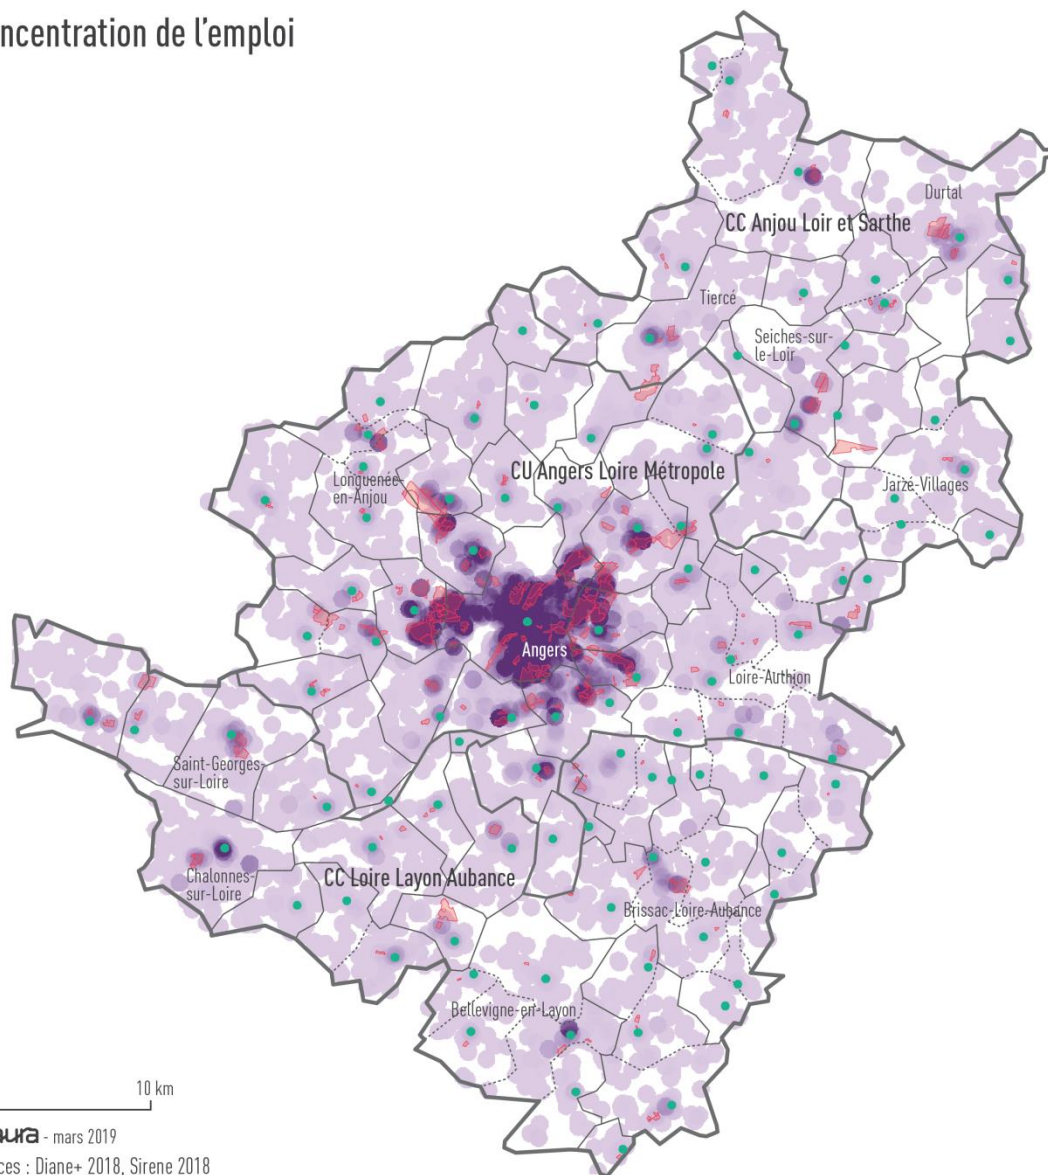 ncentration de l'emploi
Durtal
CC Anjou Loir et Sarthe
Tiercé
Seiches-sur-
le-Loir
CU Angers Loire Métropole
Longuenée-
en-Anjou
Jarzé-Villages
Angers
Loire-Authion
Saint-Georges-
sur-Loire
Chalonnes-
sur-Loire
CC Loire Layon Aubance
Brissac-Loire-Aubance
Bellevigne-en-Layon
10 km
aura - mars 2019
ces : Diane+ 2018, Sirene 2018